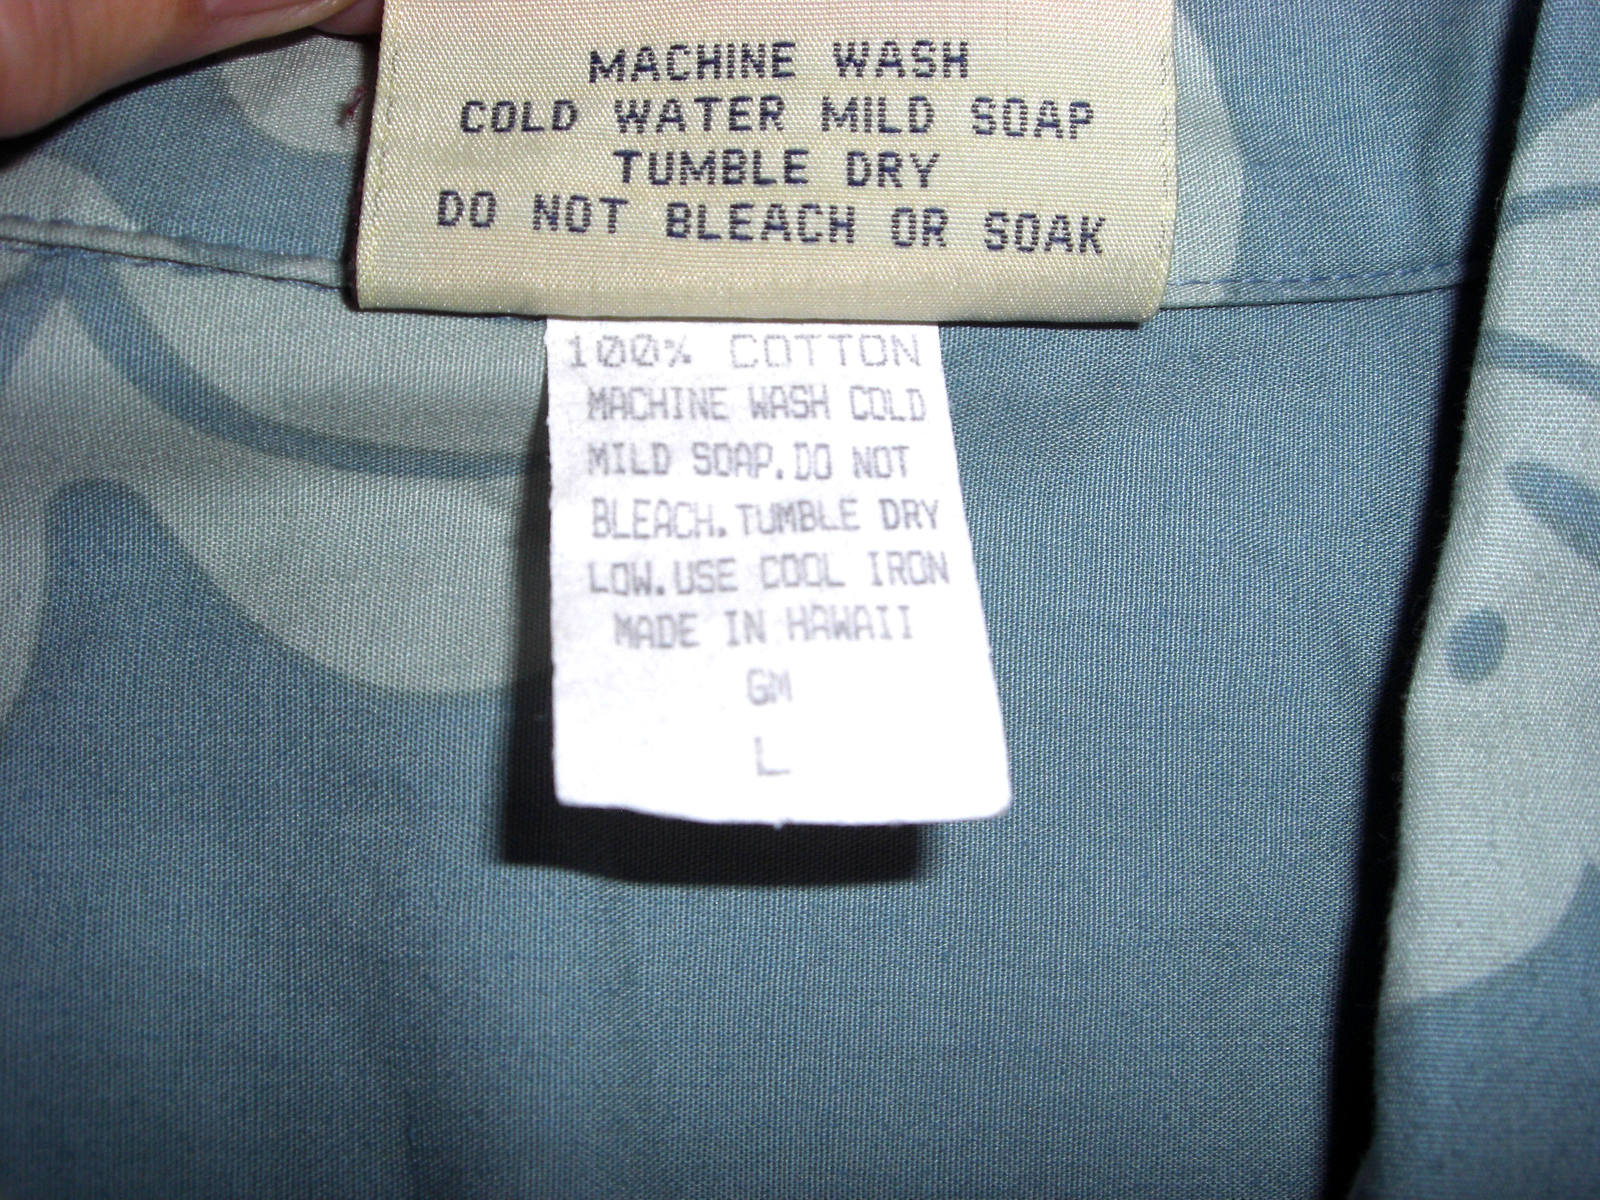 MACHINE WASH
COLD WATER MILD SOAP
TUMBLE DRY
DO NOT BLEACH OR SOAK
100% COTTON
MACHINE WASH COLD
MILD SOAP.DO NOT
BLEACH.TUMBLE DRY
LOW.USE COOL IRON
MADE IN HAWAII
GM
L